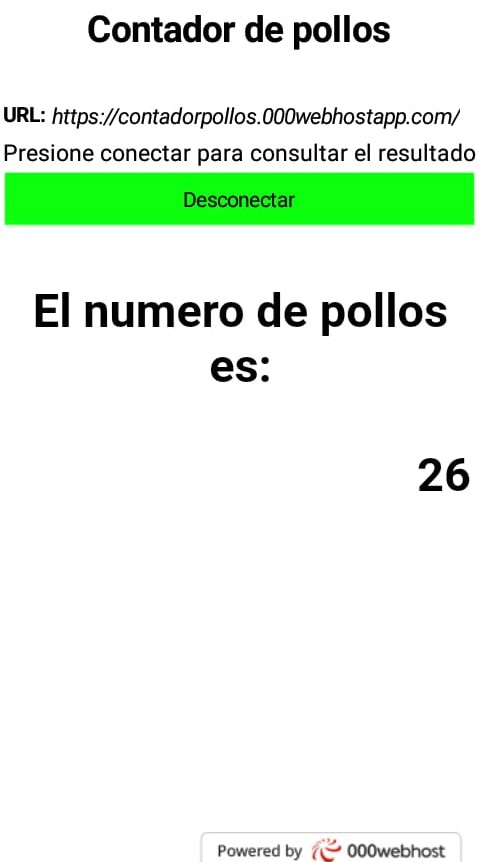 Contador de pollos
URL: https://contadorpollos.000webhostapp.com/
Presione conectar para consultar el resultado
Desconectar
El numero de pollos
es:
26
Powered by 000webhost